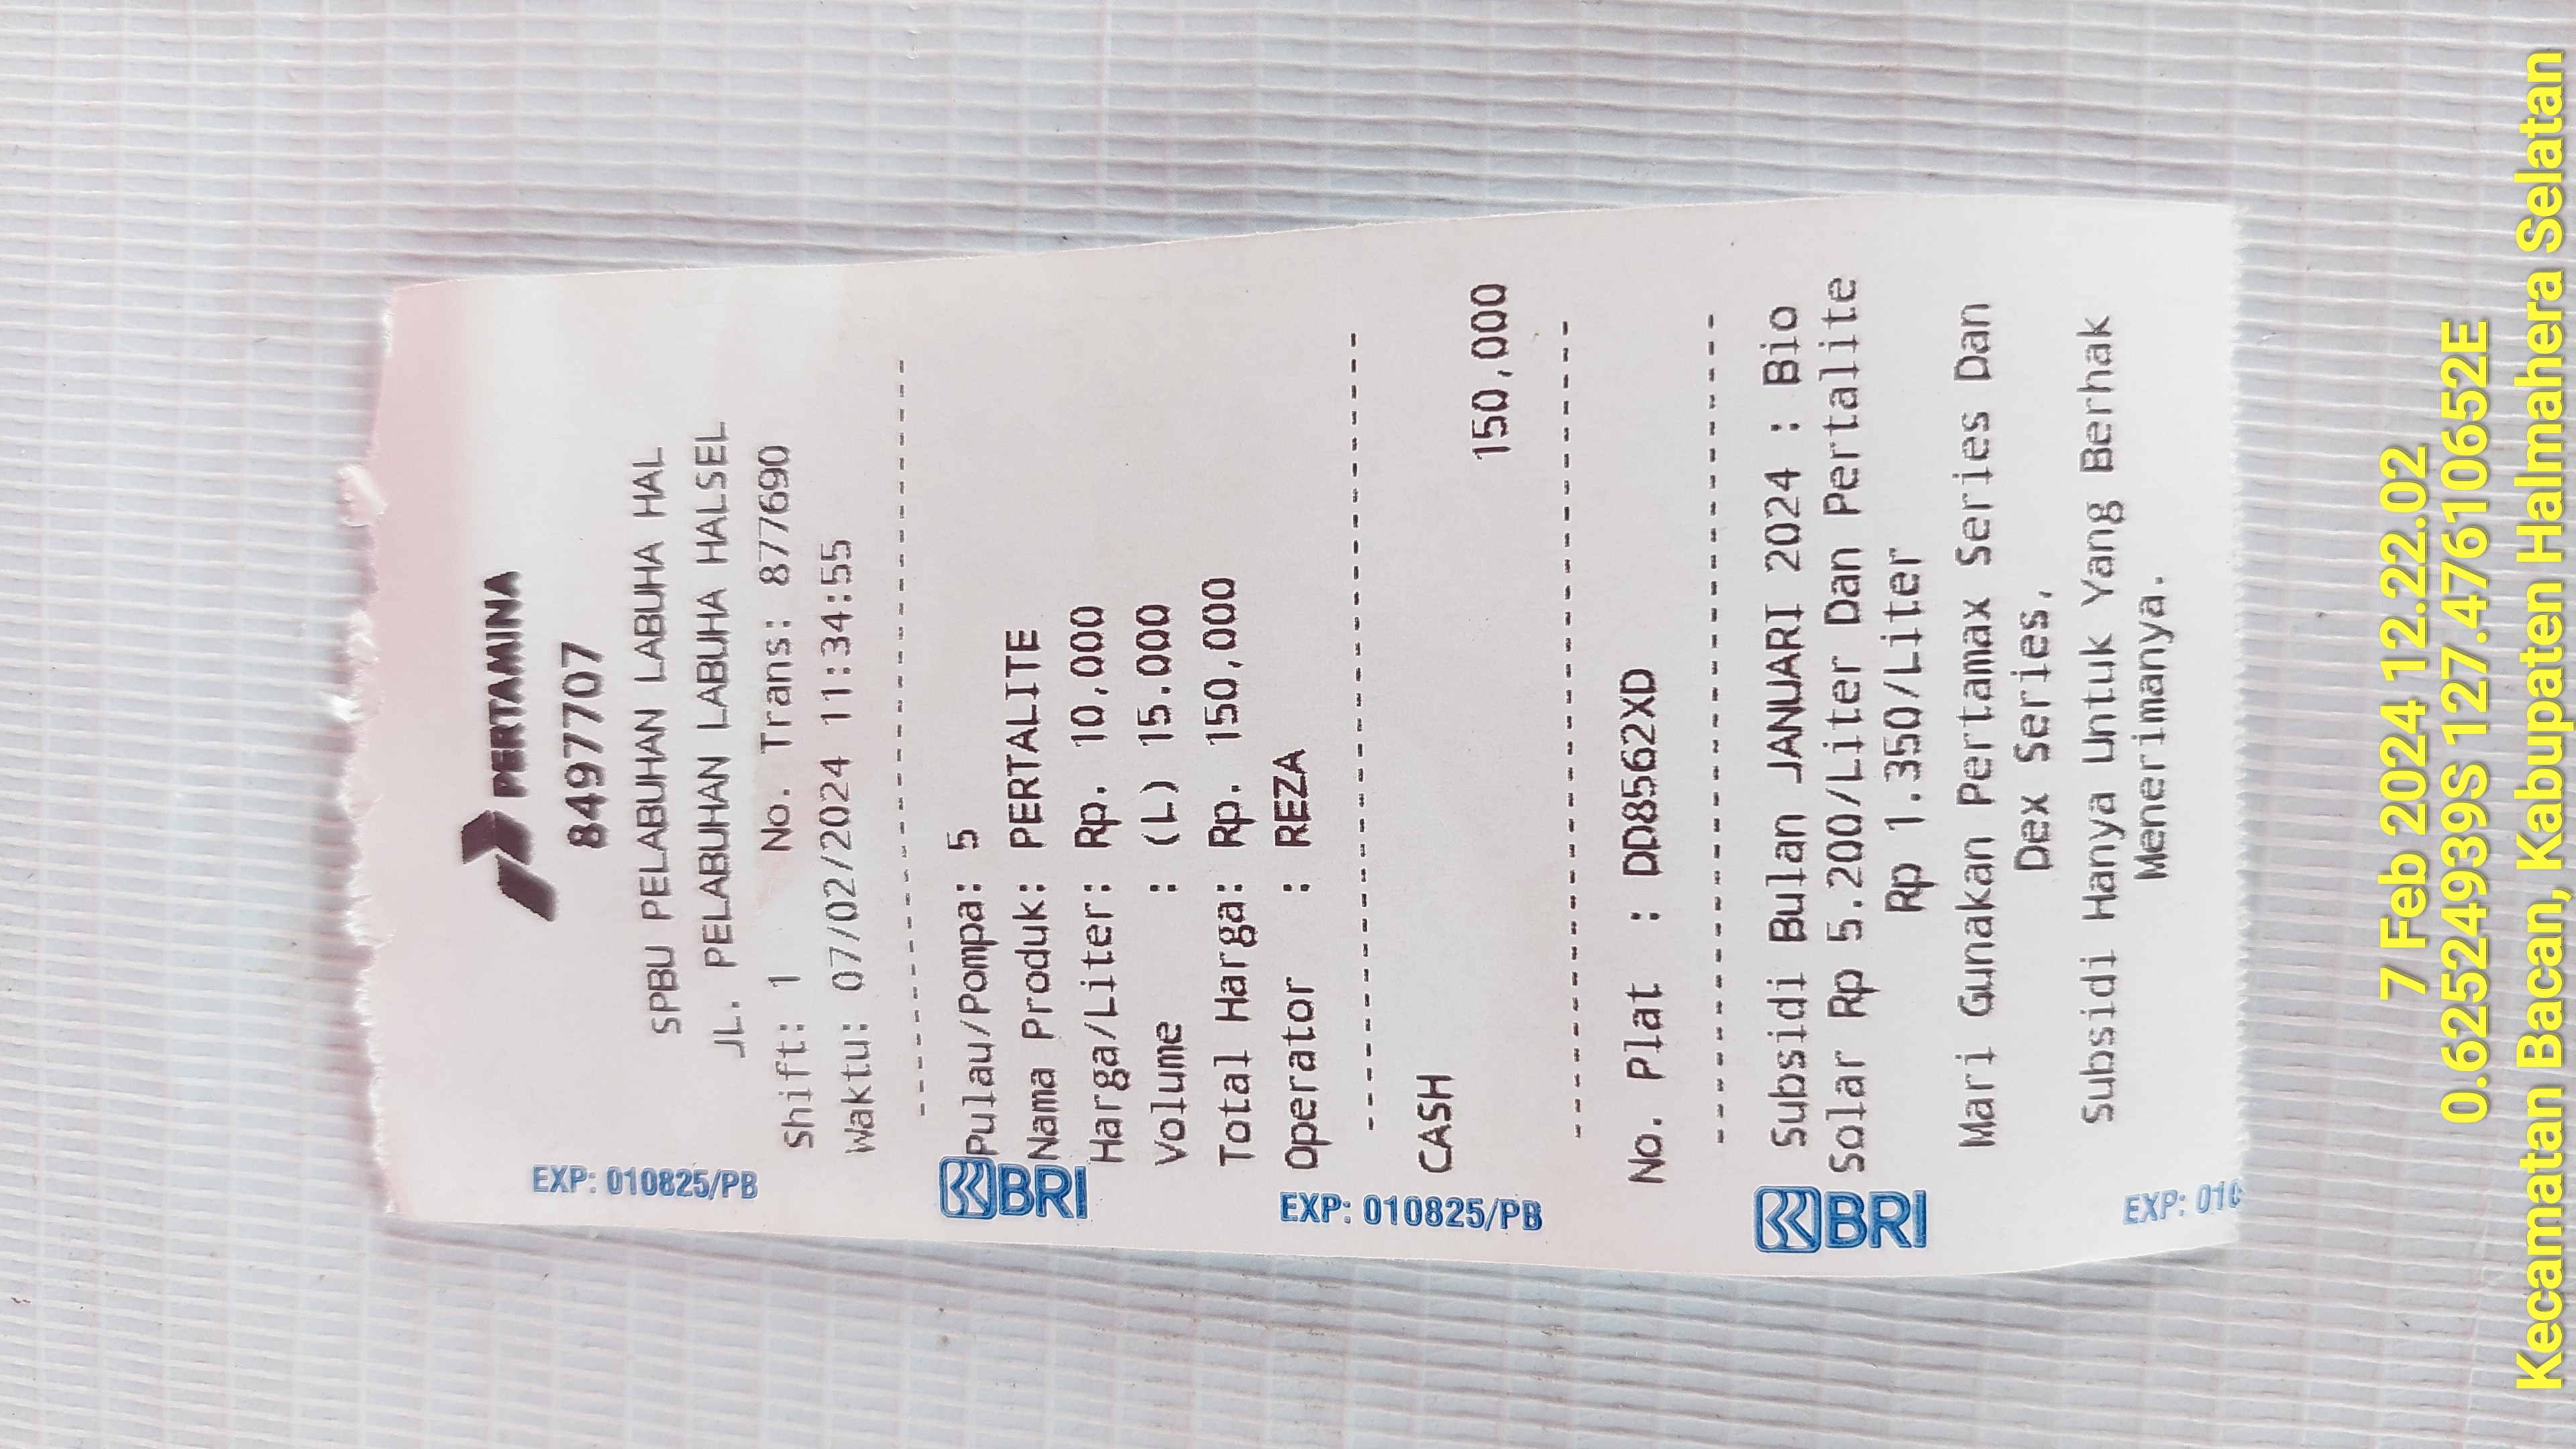 PERTAMINA
8497707
SPBU PELABUHAN LABUHA HAL
JL. PELABUHAN LABUHA HALSEL
Shift: 1 No. Trans: 877690
Waktu: 07/02/2024 11:34:55
--------------------------------
Pulau/Pompa: 5
Nama Produk: PERTALITE
Harga/Liter: Rp. 10,000
Volume : (L) 15.000
Total Harga: Rp. 150,000
Operator : REZA
--------------------------------
CASH
150,000
--------------------------------
No. Plat : DD8562XD
--------------------------------
Subsidi Bulan JANUARI 2024 : Bio
Solar Rp 5.200/Liter Dan Pertalite
Rp 1.350/Liter
Mari Gunakan Pertamax Series Dan
Dex Series,
Subsidi Hanya Untuk Yang Berhak
Menerimanya.
EXP: 010825/PB
BRI
EXP: 010825/PB
BRI
EXP: 010
7 Feb 2024 12.22.02
0.62524939S 127.47610652E
Kecamatan Bacan, Kabupaten Halmahera Selatan